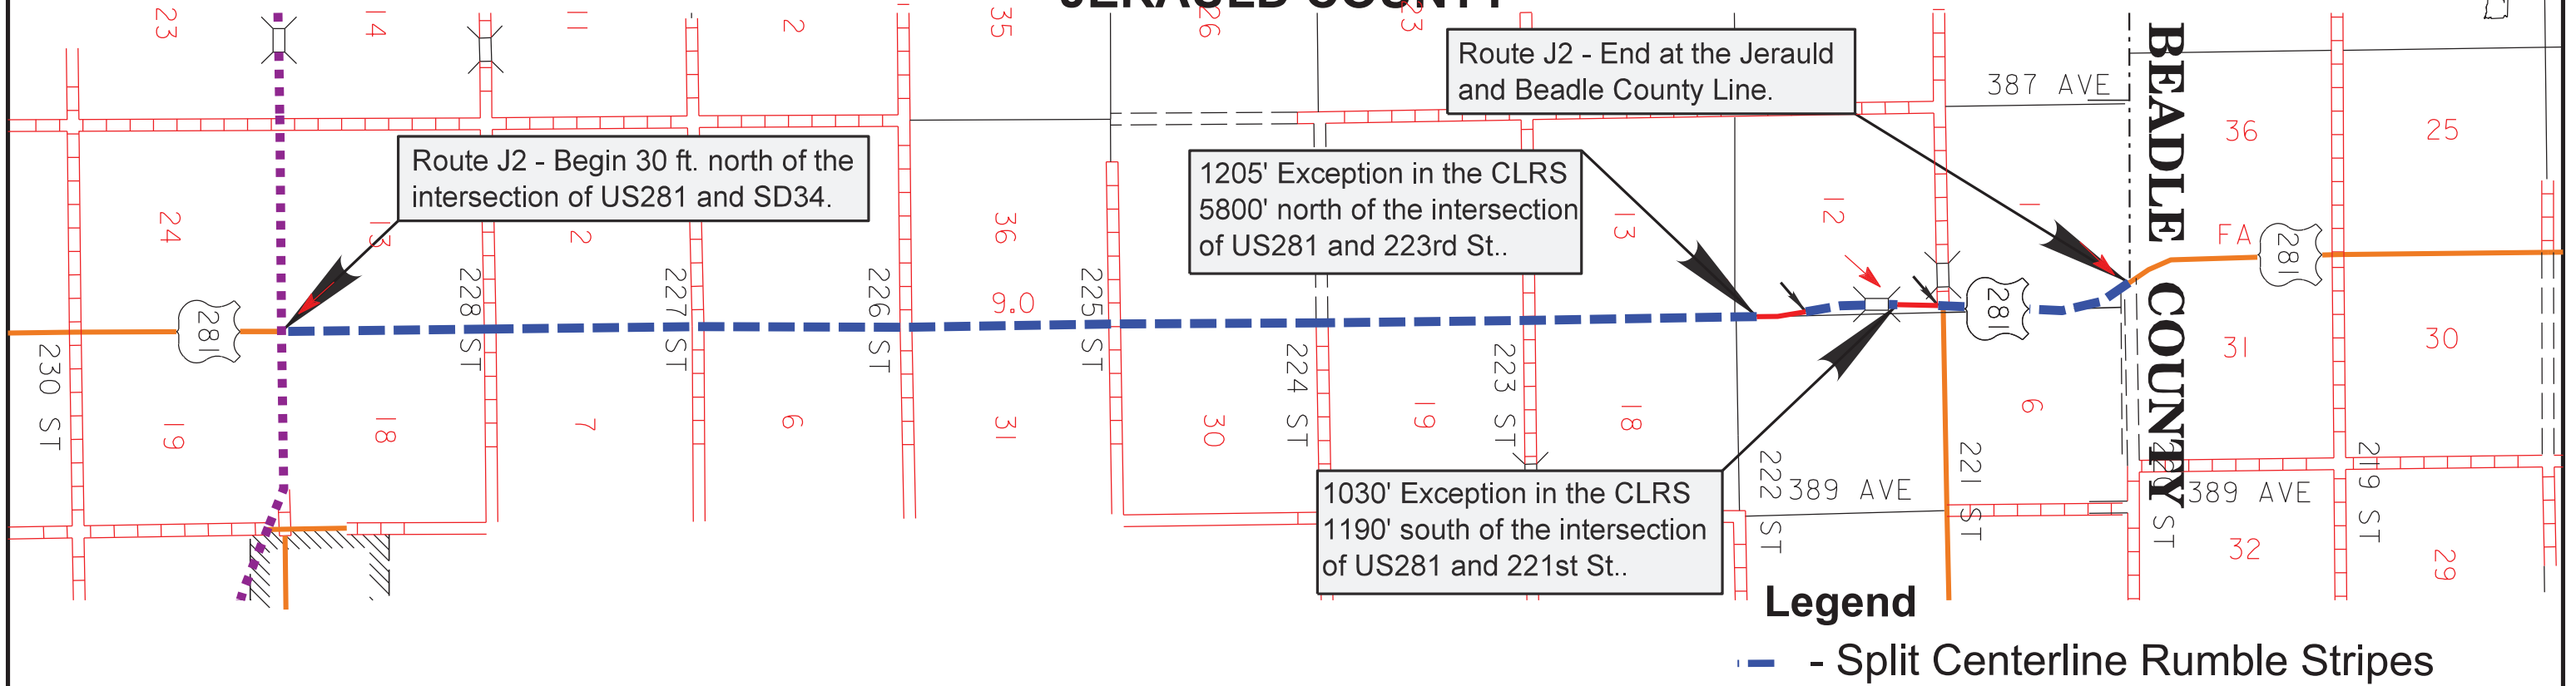 JERAULD COUNTY
23
14
11
2
35
26
23
Route J2 - End at the Jerauld
and Beadle County Line.
387 AVE
BEADLE COUNTY
36
25
Route J2 - Begin 30 ft. north of the
intersection of US281 and SD34.
1205' Exception in the CLRS
5800' north of the intersection
of US281 and 223rd St..
24
13
2
36
13
12
1
FA
281
9.0
281
281
230 ST
228 ST
227 ST
226 ST
225 ST
224 ST
223 ST
222 ST
221 ST
219 ST
31
30
19
18
7
6
31
30
19
18
6
1030' Exception in the CLRS
1190' south of the intersection
of US281 and 221st St..
389 AVE
389 AVE
ST
32
29
Legend
- Split Centerline Rumble Stripes